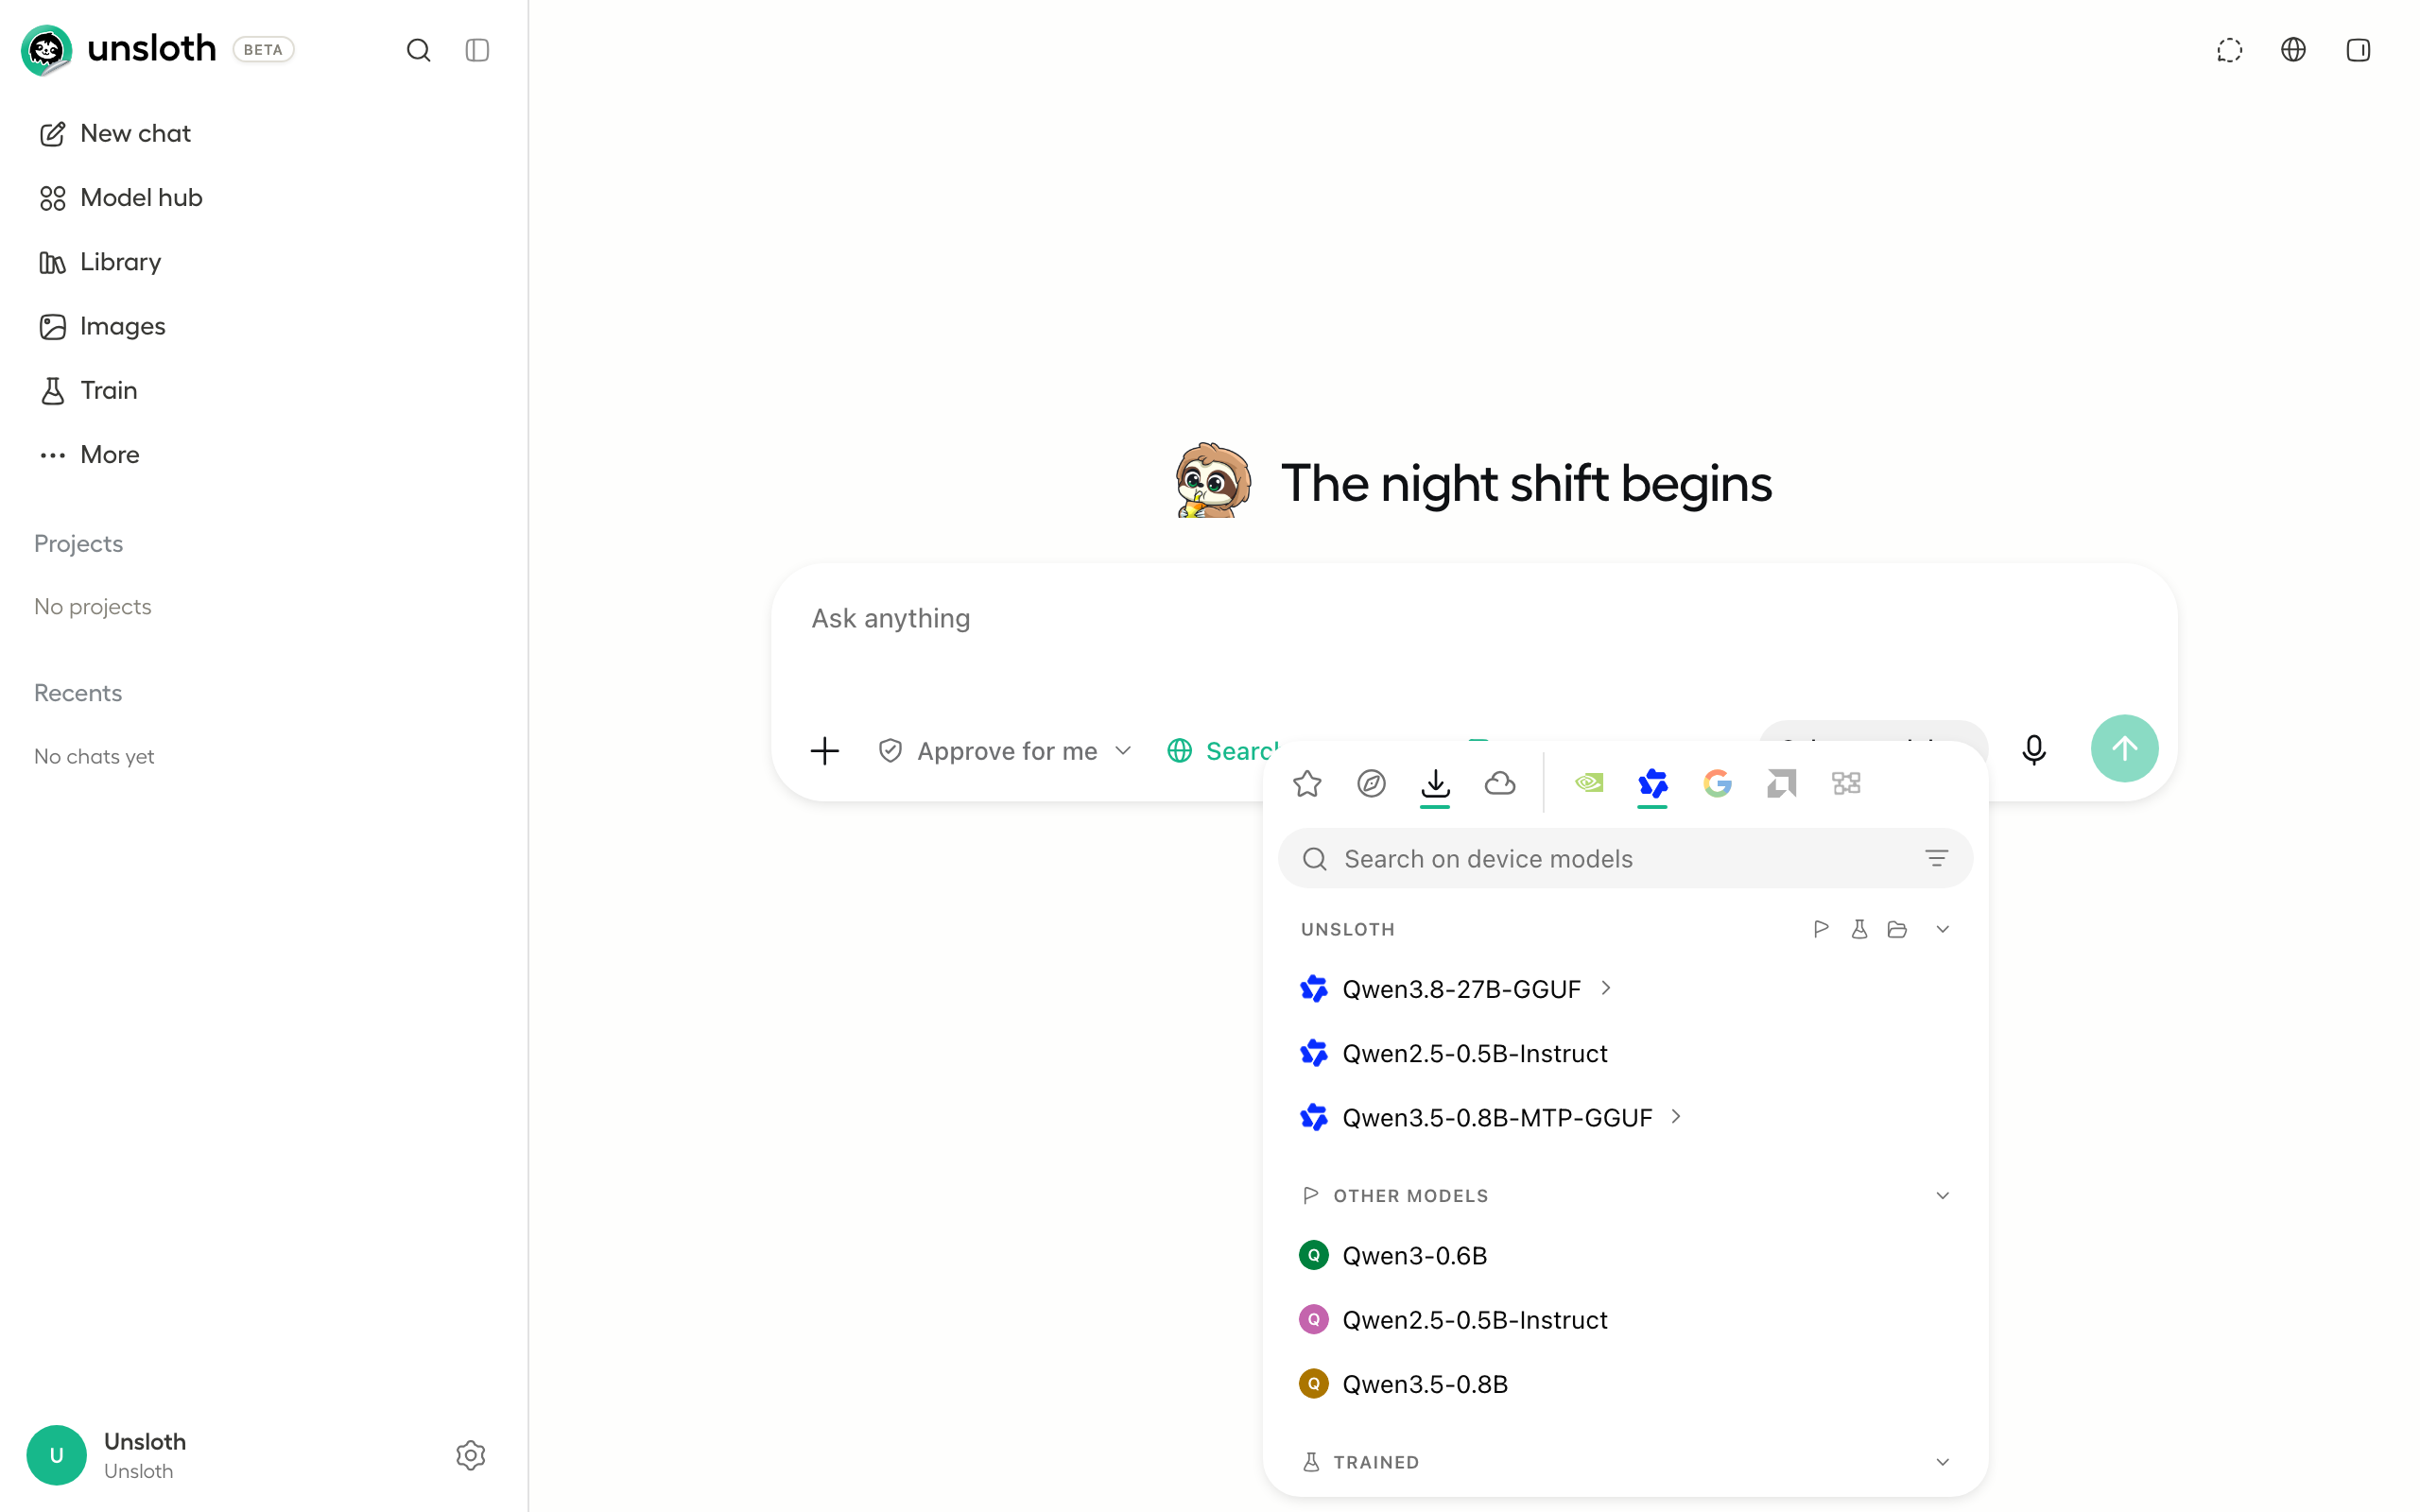 unsloth BETA
New chat
Model hub
Library
Images
Train
More
Projects
No projects
Recents
No chats yet
U
Unsloth
Unsloth
The night shift begins
Ask anything
Approve for me
Search
Search on device models
UNSLOTH
Qwen3.8-27B-GGUF
Qwen2.5-0.5B-Instruct
Qwen3.5-0.8B-MTP-GGUF
OTHER MODELS
Q Qwen3-0.6B
Q Qwen2.5-0.5B-Instruct
Q Qwen3.5-0.8B
TRAINED